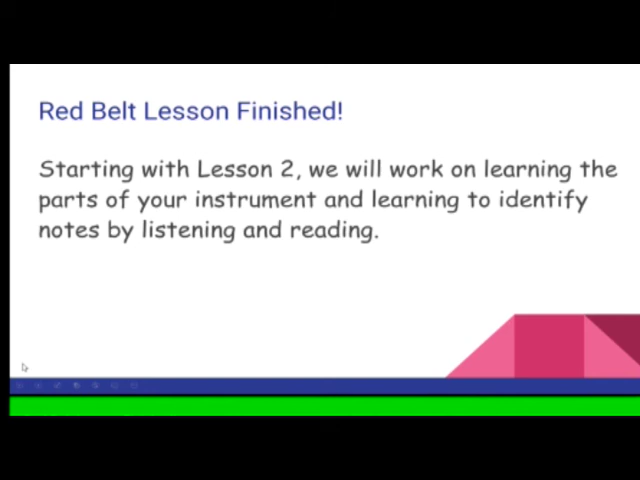 Red Belt Lesson Finished!
Starting with Lesson 2, we will work on learning the
parts of your instrument and learning to identify
notes by listening and reading.